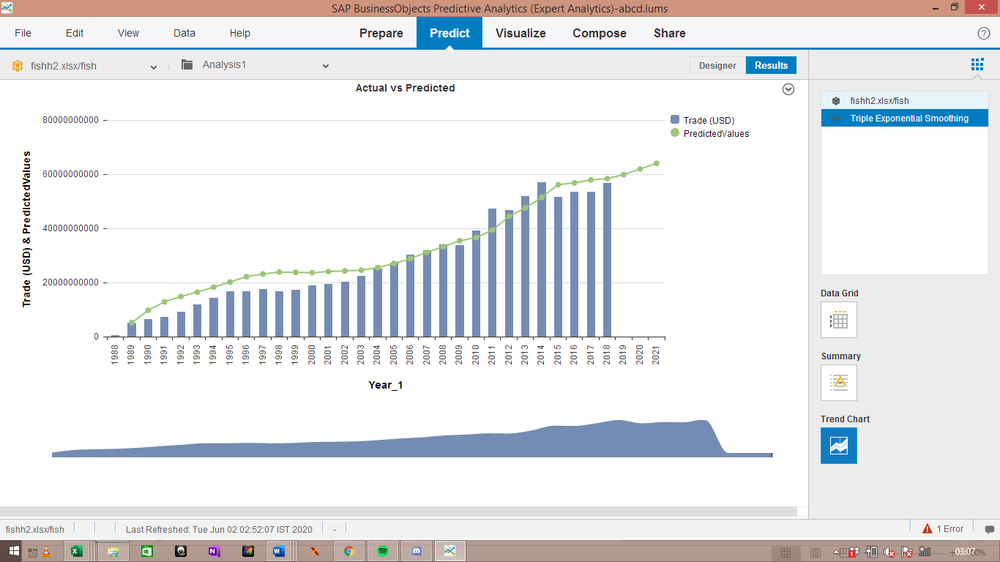 SAP BusinessObjects Predictive Analytics (Expert Analytics)-abcd.lums
File Edit View Data Help Prepare Predict Visualize Compose Share
fishh2.xlsx/fish Analysis1 Designer Results
Actual vs Predicted
Trade (USD)
PredictedValues
80000000000
60000000000
40000000000
20000000000
0
Trade (USD) & PredictedValues
1988 1989 1990 1991 1992 1993 1994 1995 1996 1997 1998 1999 2000 2001 2002 2003 2004 2005 2006 2007 2008 2009 2010 2011 2012 2013 2014 2015 2016 2017 2018 2019 2020 2021
Year_1
fishh2.xlsx/fish
Triple Exponential Smoothing
Data Grid
Summary
Trend Chart
fishh2.xlsx/fish Last Refreshed: Tue Jun 02 02:52:07 IST 2020 - 1 Error
03:07